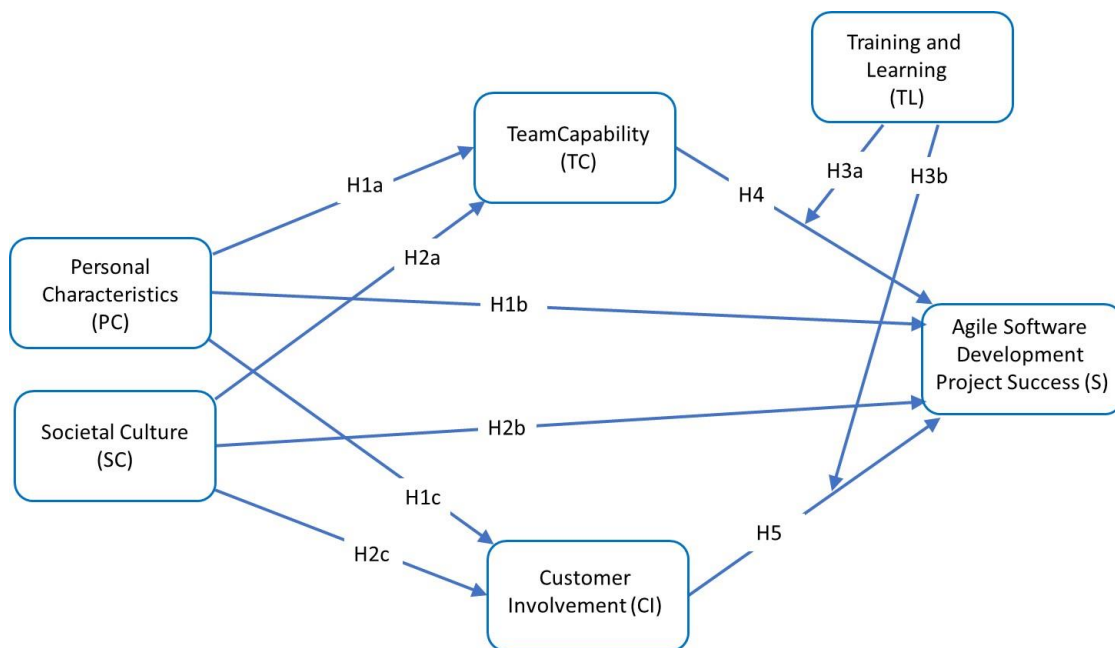 Training and
Learning
(TL)
TeamCapability
(TC)
H3a
H3b
H1a
H4
H2a
Personal
Characteristics
(PC)
H1b
Agile Software
Development
Project Success (S)
Societal Culture
(SC)
H2b
H1c
H5
H2c
Customer
Involvement (CI)